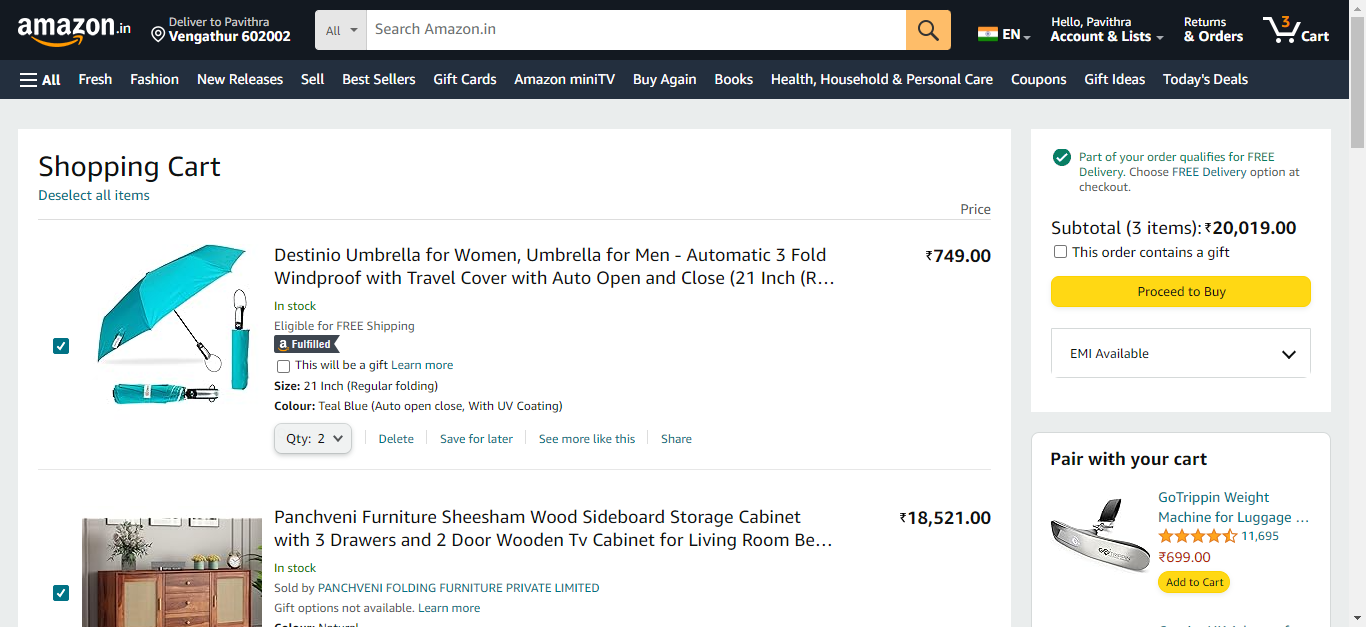 amazon.in
Deliver to Pavithra
Vengathur 602002
All
Search Amazon.in
EN
Hello, Pavithra
Account & Lists
Returns
& Orders
3
Cart
All Fresh Fashion New Releases Sell Best Sellers Gift Cards Amazon miniTV Buy Again Books Health, Household & Personal Care Coupons Gift Ideas Today's Deals
Shopping Cart
Deselect all items
Price
Destinio Umbrella for Women, Umbrella for Men - Automatic 3 Fold
Windproof with Travel Cover with Auto Open and Close (21 Inch (R…
₹749.00
In stock
Eligible for FREE Shipping
a Fulfilled
This will be a gift Learn more
Size: 21 Inch (Regular folding)
Colour: Teal Blue (Auto open close, With UV Coating)
Qty: 2 Delete Save for later See more like this Share
Panchveni Furniture Sheesham Wood Sideboard Storage Cabinet
with 3 Drawers and 2 Door Wooden Tv Cabinet for Living Room Be…
₹18,521.00
In stock
Sold by PANCHVENI FOLDING FURNITURE PRIVATE LIMITED
Gift options not available. Learn more
Colour: Natural
Part of your order qualifies for FREE
Delivery. Choose FREE Delivery option at
checkout.
Subtotal (3 items): ₹20,019.00
This order contains a gift
Proceed to Buy
EMI Available
Pair with your cart
GoTrippin Weight
Machine for Luggage …
11,695
₹699.00
Add to Cart